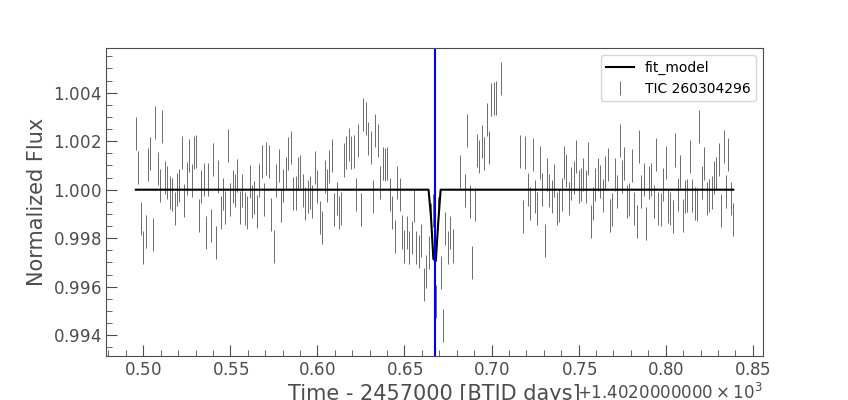 fit_model
TIC 260304296
Normalized Flux
1.004
1.002
1.000
0.998
0.996
0.994
0.50 0.55 0.60 0.65 0.70 0.75 0.80 0.85
Time - 2457000 [BTJD days]
+1.4020000000 × 10³